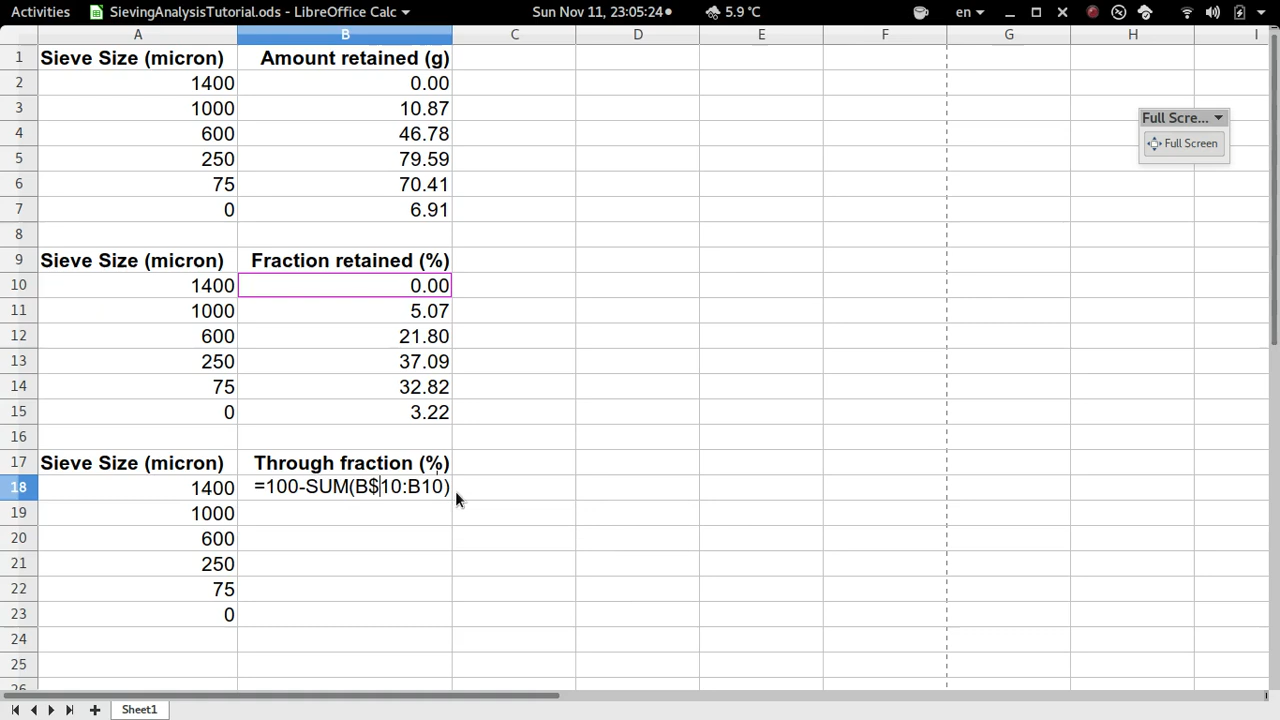 Activities SievingAnalysisTutorial.ods - LibreOffice Calc Sun Nov 11, 23:05:24 5.9 °C en
A B C D E F G H I
1 Sieve Size (micron) Amount retained (g)
2 1400 0.00
3 1000 10.87
Full Scre...
4 600 46.78
Full Screen
5 250 79.59
6 75 70.41
7 0 6.91
8
9 Sieve Size (micron) Fraction retained (%)
10 1400 0.00
11 1000 5.07
12 600 21.80
13 250 37.09
14 75 32.82
15 0 3.22
16
17 Sieve Size (micron) Through fraction (%)
18 1400 =100-SUM(B$10:B10)
19 1000
20 600
21 250
22 75
23 0
24
25
26
Sheet1